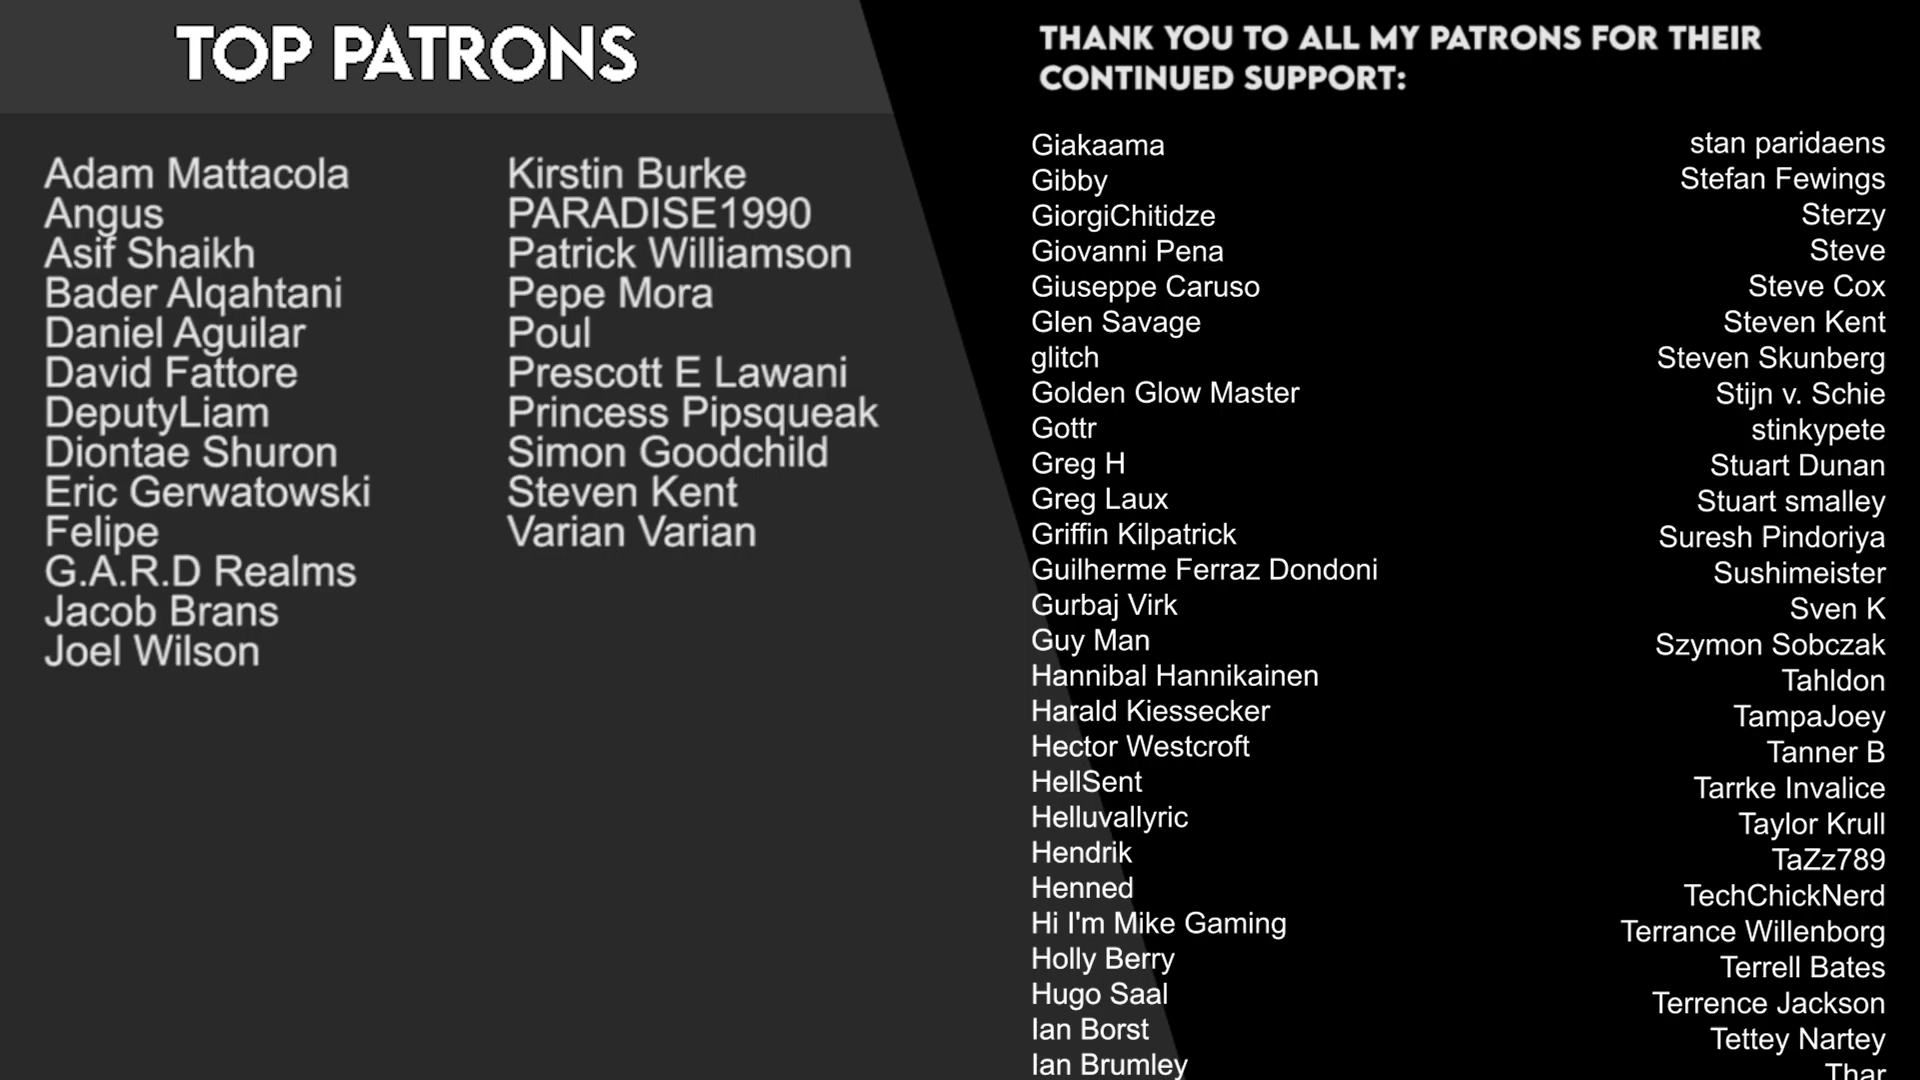 TOP PATRONS
Adam Mattacola
Angus
Asif Shaikh
Bader Alqahtani
Daniel Aguilar
David Fattore
DeputyLiam
Diontae Shuron
Eric Gerwatowski
Felipe
G.A.R.D Realms
Jacob Brans
Joel Wilson
Kirstin Burke
PARADISE1990
Patrick Williamson
Pepe Mora
Poul
Prescott E Lawani
Princess Pipsqueak
Simon Goodchild
Steven Kent
Varian Varian
THANK YOU TO ALL MY PATRONS FOR THEIR
CONTINUED SUPPORT:
Giakaama
Gibby
GiorgiChitidze
Giovanni Pena
Giuseppe Caruso
Glen Savage
glitch
Golden Glow Master
Gottr
Greg H
Greg Laux
Griffin Kilpatrick
Guilherme Ferraz Dondoni
Gurbaj Virk
Guy Man
Hannibal Hannikainen
Harald Kiessecker
Hector Westcroft
HellSent
Helluvallyric
Hendrik
Henned
Hi I'm Mike Gaming
Holly Berry
Hugo Saal
Ian Borst
Ian Brumley
stan paridaens
Stefan Fewings
Sterzy
Steve
Steve Cox
Steven Kent
Steven Skunberg
Stijn v. Schie
stinkypete
Stuart Dunan
Stuart smalley
Suresh Pindoriya
Sushimeister
Sven K
Szymon Sobczak
Tahldon
TampaJoey
Tanner B
Tarrke Invalice
Taylor Krull
TaZz789
TechChickNerd
Terrance Willenborg
Terrell Bates
Terrence Jackson
Tettey Nartey
Thar